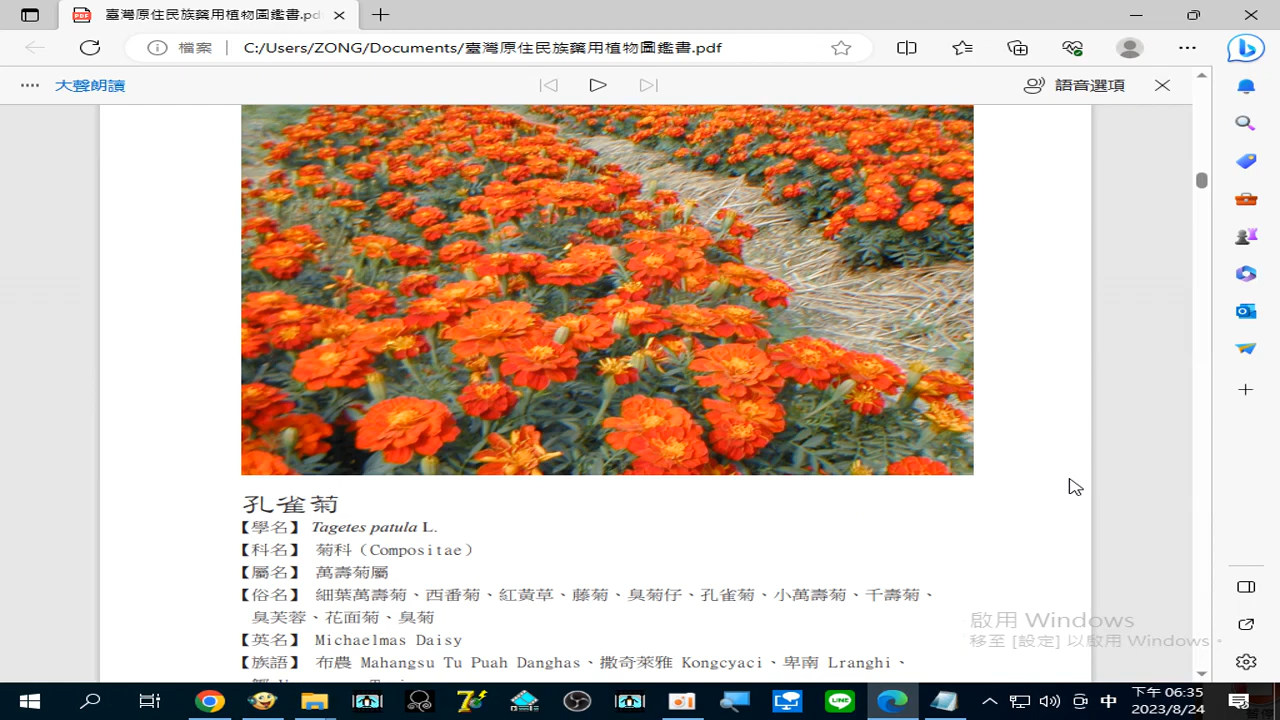 臺灣原住民族藥用植物圖鑑書.pd
檔案 C:/Users/ZONG/Documents/臺灣原住民族藥用植物圖鑑書.pdf
大聲朗讀 語音選項
孔雀菊
【學名】 Tagetes patula L.
【科名】 菊科（Compositae）
【屬名】 萬壽菊屬
【俗名】 細葉萬壽菊、西番菊、紅黃草、藤菊、臭菊仔、孔雀菊、小萬壽菊、千壽菊、
臭芙蓉、花面菊、臭菊
【英名】 Michaelmas Daisy
【族語】 布農 Mahangsu Tu Puah Danghas、撒奇萊雅 Kongcyaci、卑南 Lranghi、
啟用 Windows
移至 [設定] 以啟用 Windows。
中
下午 06:35
2023/8/24